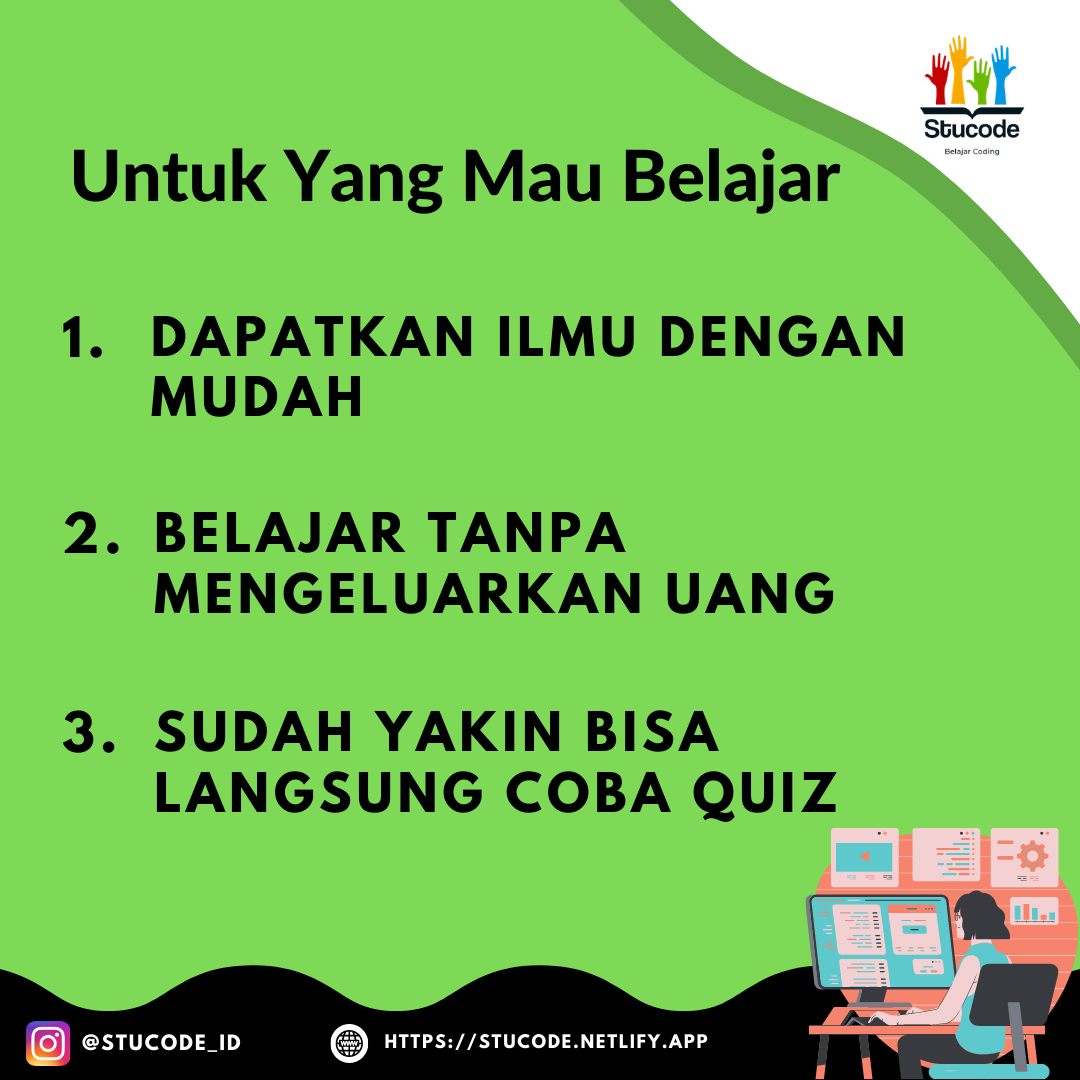 Stucode
Belajar Coding
Untuk Yang Mau Belajar
1. DAPATKAN ILMU DENGAN
MUDAH
2. BELAJAR TANPA
MENGELUARKAN UANG
3. SUDAH YAKIN BISA
LANGSUNG COBA QUIZ
@STUCODE_ID
WWW
HTTPS://STUCODE.NETLIFY.APP